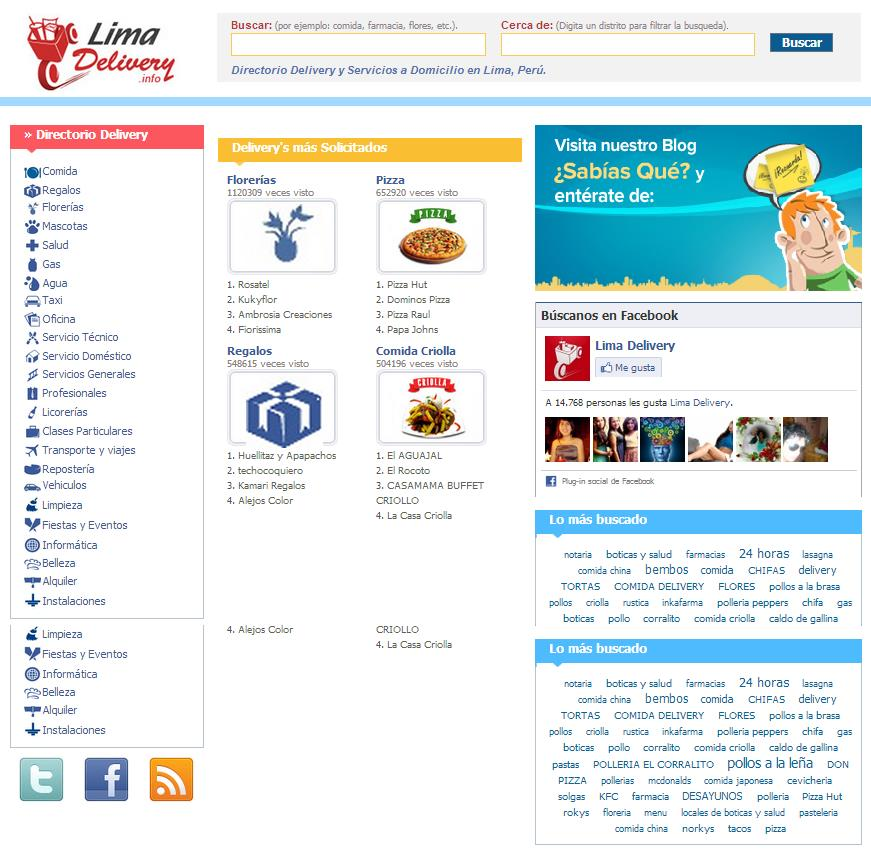 Lima
Delivery
.info
Buscar: (por ejemplo: comida, farmacia, flores, etc.).
Cerca de: (Digita un distrito para filtrar la busqueda).
Buscar
Directorio Delivery y Servicios a Domicilio en Lima, Perú.
» Directorio Delivery
Comida
Regalos
Florerías
Mascotas
Salud
Gas
Agua
Taxi
Oficina
Servicio Técnico
Servicio Doméstico
Servicios Generales
Profesionales
Licorerías
Clases Particulares
Transporte y viajes
Repostería
Vehiculos
Limpieza
Fiestas y Eventos
Informática
Belleza
Alquiler
Instalaciones
Limpieza
Fiestas y Eventos
Informática
Belleza
Alquiler
Instalaciones
Delivery's más Solicitados
Florerías
1120309 veces visto
1. Rosatel
2. Kukyflor
3. Ambrosia Creaciones
4. Fiorissima
Pizza
652920 veces visto
PIZZA
1. Pizza Hut
2. Dominos Pizza
3. Pizza Raul
4. Papa Johns
Regalos
548615 veces visto
1. Huellitaz y Apapachos
2. techocoquiero
3. Kamari Regalos
4. Alejos Color
Comida Criolla
504196 veces visto
CRIOLLA
1. El AGUAJAL
2. El Rocoto
3. CASAMAMA BUFFET
CRIOLLO
4. La Casa Criolla
4. Alejos Color
CRIOLLO
4. La Casa Criolla
Visita nuestro Blog
¿Sabías Qué? y
entérate de:
¡Recuerda!
Búscanos en Facebook
Lima Delivery
Me gusta
A 14.768 personas les gusta Lima Delivery.
Plug-in social de Facebook
Lo más buscado
notaria boticas y salud farmacias 24 horas lasagna
comida china bembos comida CHIFAS delivery
TORTAS COMIDA DELIVERY FLORES pollos a la brasa
pollos criolla rustica inkafarma polleria peppers chifa gas
boticas pollo corralito comida criolla caldo de gallina
Lo más buscado
notaria boticas y salud farmacias 24 horas lasagna
comida china bembos comida CHIFAS delivery
TORTAS COMIDA DELIVERY FLORES pollos a la brasa
pollos criolla rustica inkafarma polleria peppers chifa gas
boticas pollo corralito comida criolla caldo de gallina
pastas POLLERIA EL CORRALITO pollos a la leña DON
PIZZA pollerias mcdonalds comida japonesa cevicheria
solgas KFC farmacia DESAYUNOS polleria Pizza Hut
rokys floreria menu locales de boticas y salud pasteleria
comida china norkys tacos pizza